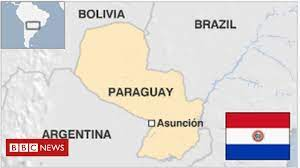 BOLIVIA
BRAZIL
PARAGUAY
Asunción
ARGENTINA
BBC NEWS